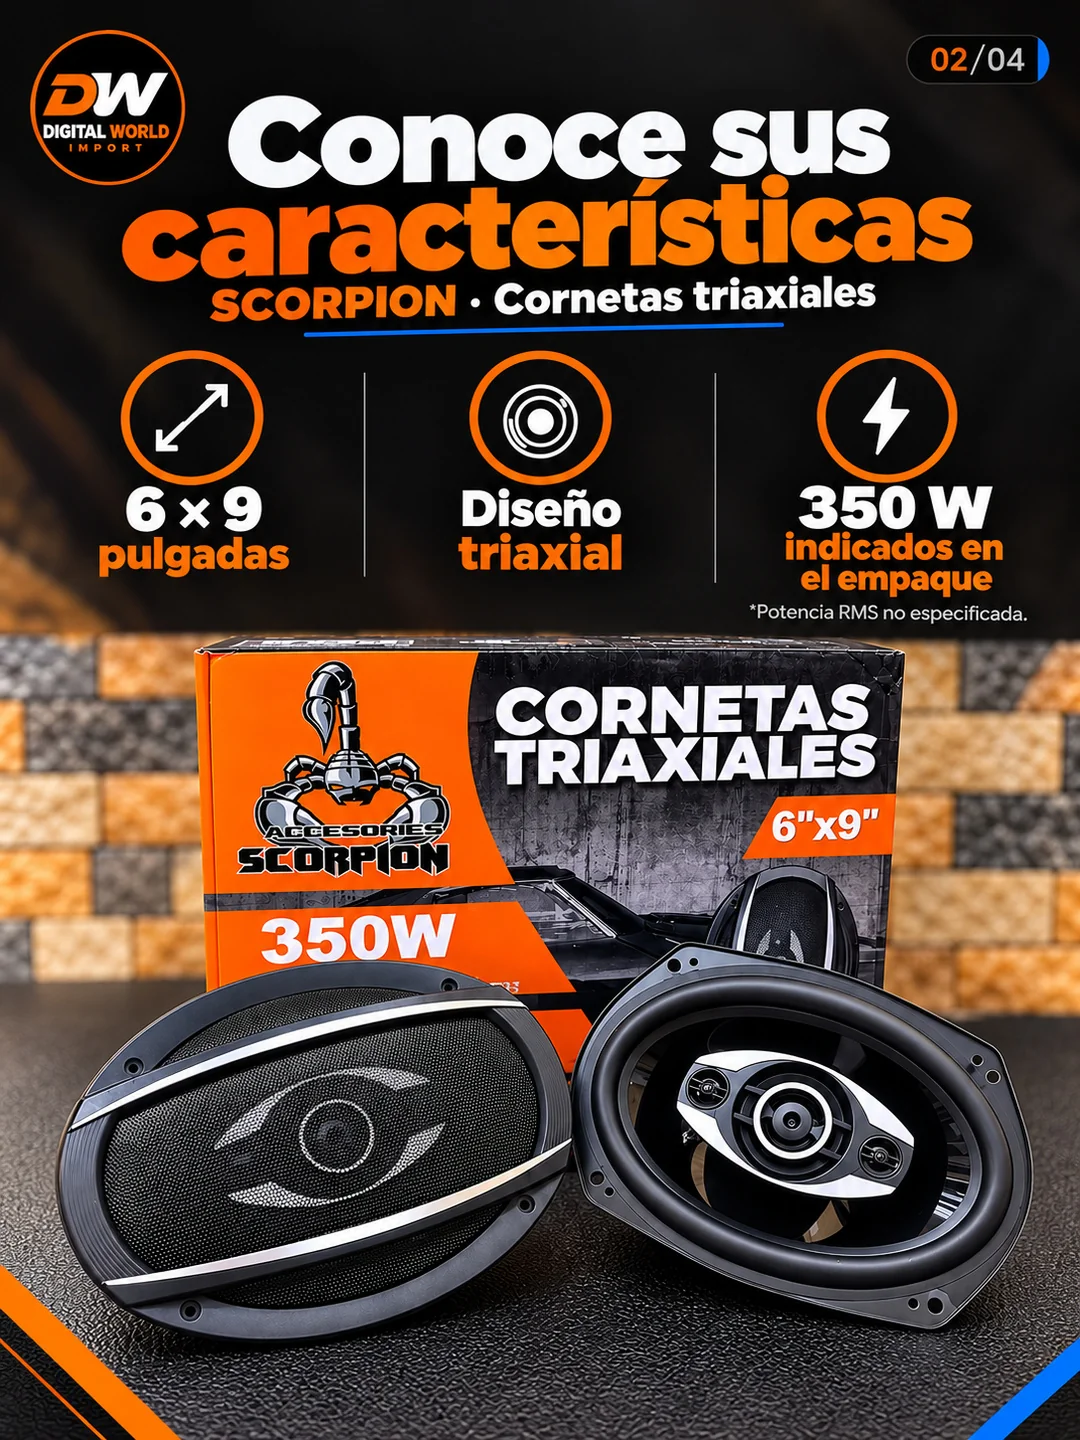 DW
DIGITAL WORLD
IMPORT
02/04
Conoce sus
características
SCORPION · Cornetas triaxiales
6 × 9
pulgadas
Diseño
triaxial
350 W
indicados en
el empaque
*Potencia RMS no especificada.
CORNETAS
TRIAXIALES
6"x9"
ACCESORIES
SCORPION
350W